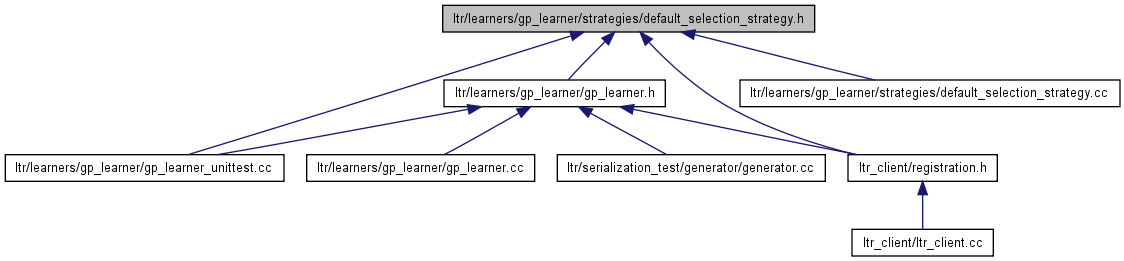 ltr/learners/gp_learner/strategies/default_selection_strategy.h
ltr/learners/gp_learner/gp_learner.h
ltr/learners/gp_learner/strategies/default_selection_strategy.cc
ltr/learners/gp_learner/gp_learner_unittest.cc
ltr/learners/gp_learner/gp_learner.cc
ltr/serialization_test/generator/generator.cc
ltr_client/registration.h
ltr_client/ltr_client.cc